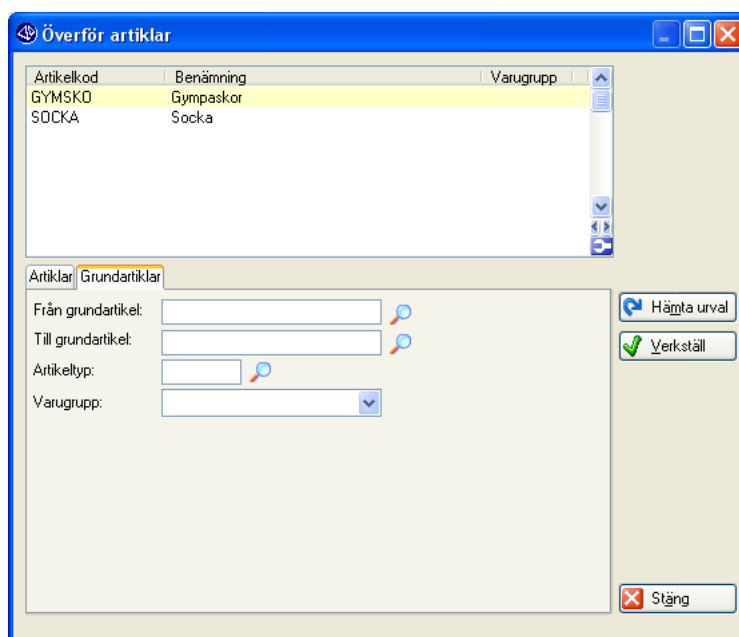 Överför artiklar
Artikelkod Benämning Varugrupp
GYMSKO Gympaskor
SOCKA Socka
Artiklar Grundartiklar
Från grundartikel:
Hämta urval
Till grundartikel:
Verkställ
Artikeltyp:
Varugrupp:
Stäng